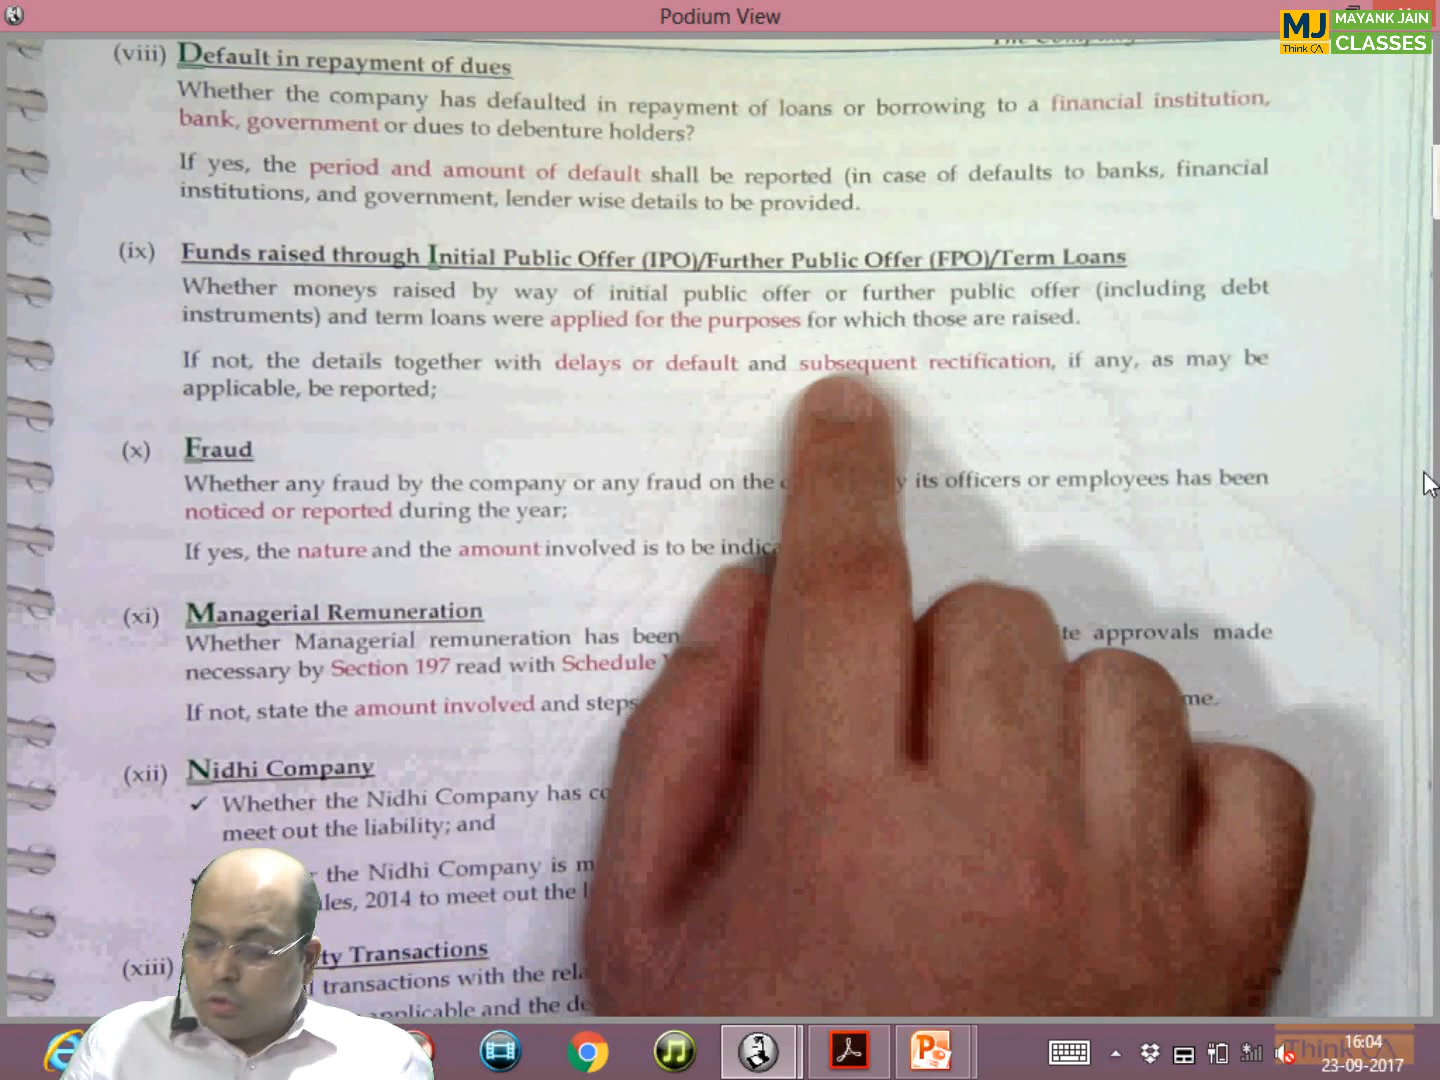 Podium View
MJ
Think CA
MAYANK JAIN
CLASSES
(viii) Default in repayment of dues
Whether the company has defaulted in repayment of loans or borrowing to a financial institution,
bank, government or dues to debenture holders?
If yes, the period and amount of default shall be reported (in case of defaults to banks, financial
institutions, and government, lender wise details to be provided.
(ix) Funds raised through Initial Public Offer (IPO)/Further Public Offer (FPO)/Term Loans
Whether moneys raised by way of initial public offer or further public offer (including debt
instruments) and term loans were applied for the purposes for which those are raised.
If not, the details together with delays or default and subsequent rectification, if any, as may be
applicable, be reported;
(x) Fraud
Whether any fraud by the company or any fraud on the y its officers or employees has been
noticed or reported during the year;
If yes, the nature and the amount involved is to be indica
(xi) Managerial Remuneration
Whether Managerial remuneration has been te approvals made
necessary by Section 197 read with Schedule
If not, state the amount involved and steps me.
(xii) Nidhi Company
✓ Whether the Nidhi Company has co
meet out the liability; and
the Nidhi Company is m
les, 2014 to meet out the l
(xiii) ty Transactions
transactions with the rela
applicable and the de
Think CA
16:04
23-09-2017